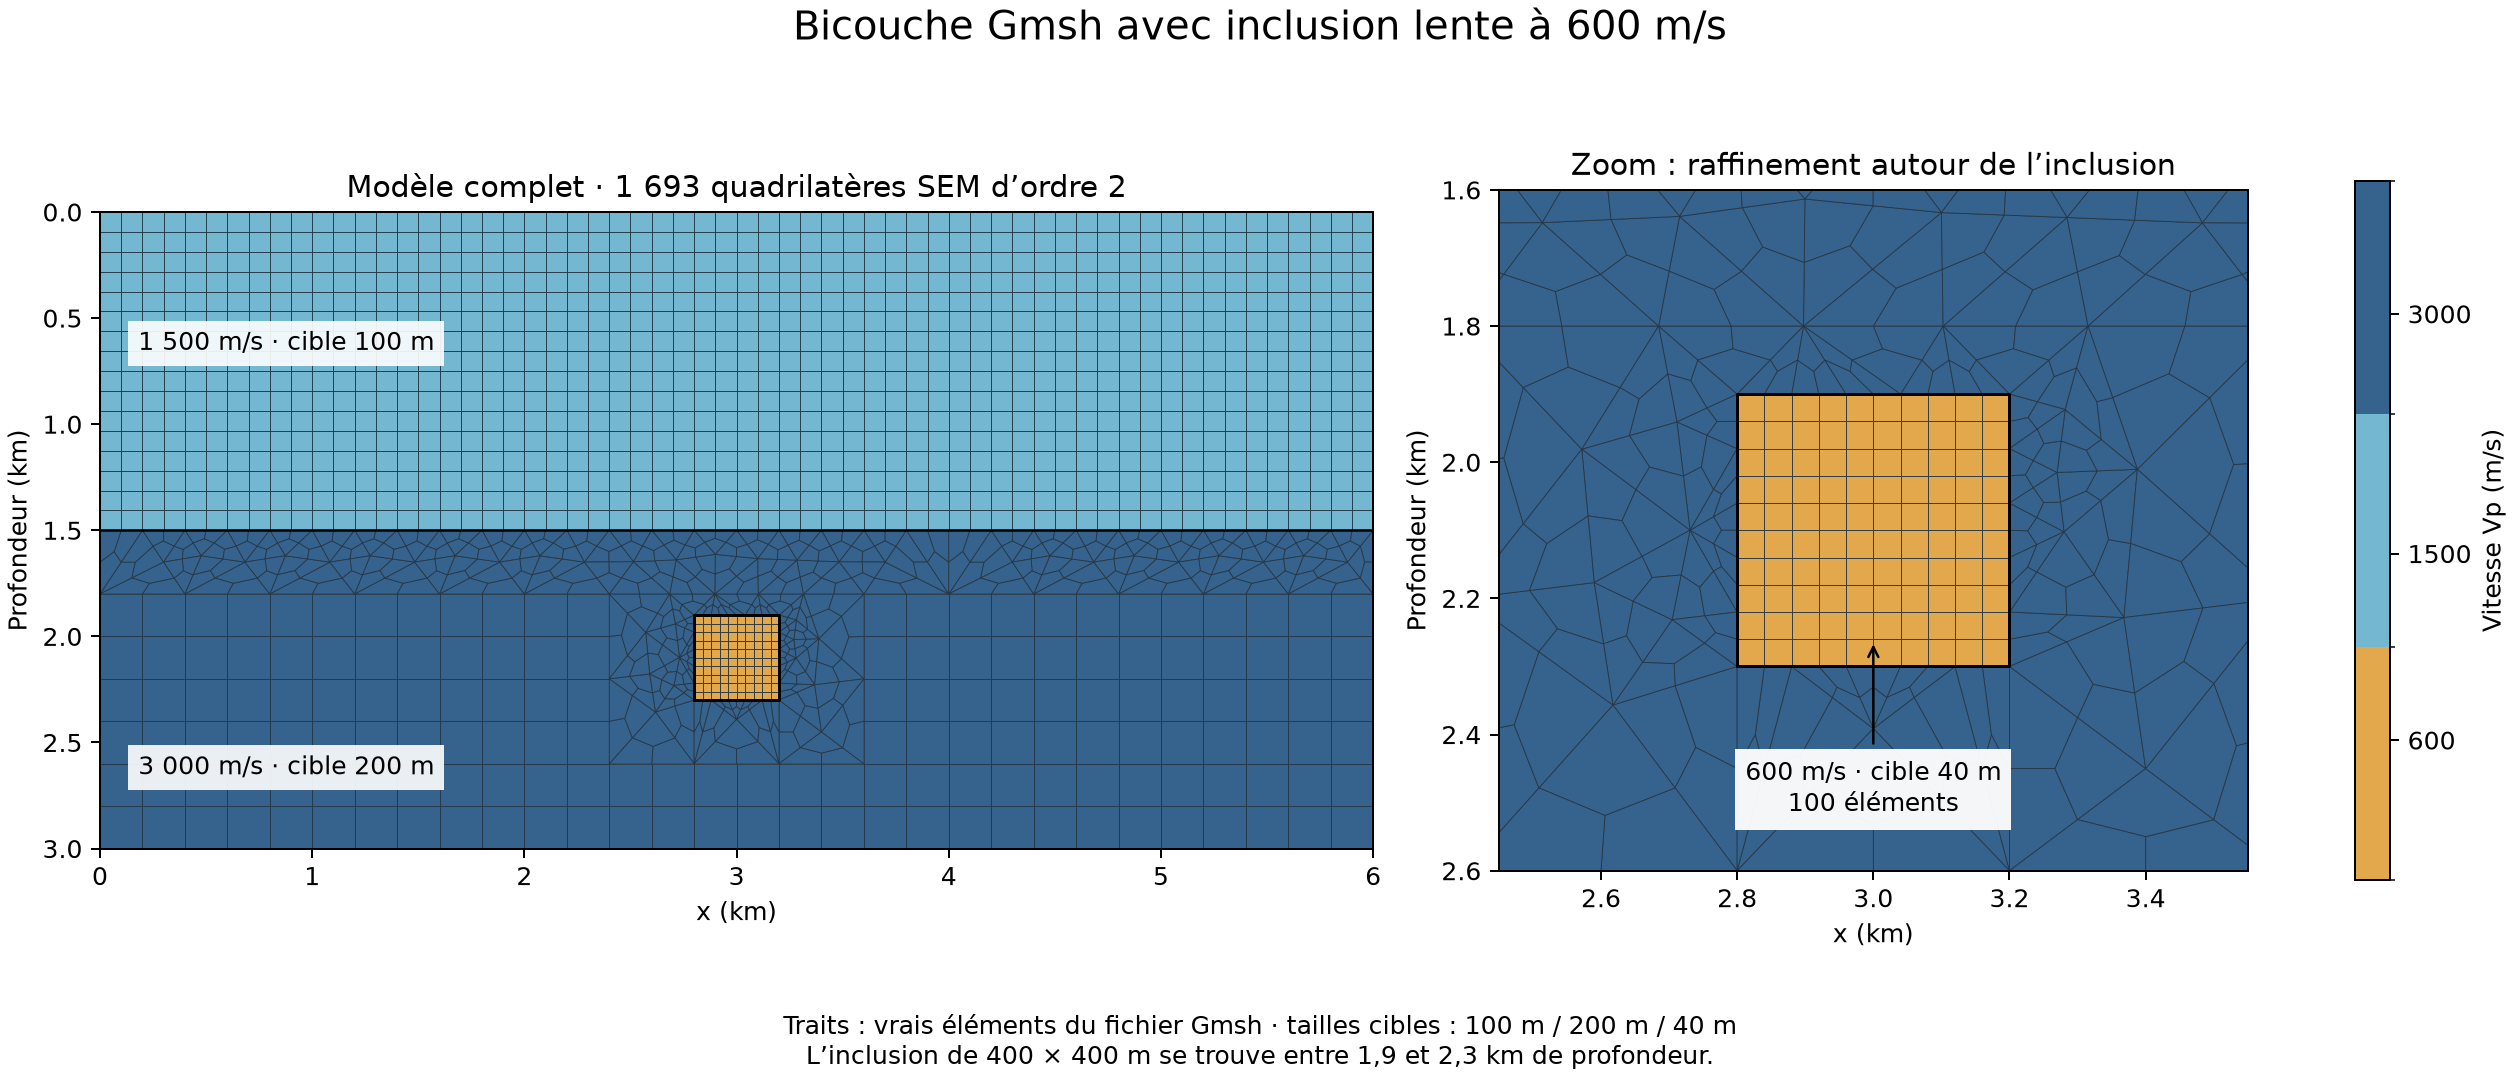 Bicouche Gmsh avec inclusion lente à 600 m/s
Modèle complet · 1 693 quadrilatères SEM d’ordre 2
0.0
0.5
1.0
1.5
2.0
2.5
3.0
Profondeur (km)
1 500 m/s · cible 100 m
3 000 m/s · cible 200 m
0 1 2 3 4 5 6
x (km)
Zoom : raffinement autour de l’inclusion
1.6
1.8
2.0
2.2
2.4
2.6
Profondeur (km)
600 m/s · cible 40 m
100 éléments
2.6 2.8 3.0 3.2 3.4
x (km)
3000
1500
600
Vitesse Vp (m/s)
Traits : vrais éléments du fichier Gmsh · tailles cibles : 100 m / 200 m / 40 m
L’inclusion de 400 × 400 m se trouve entre 1,9 et 2,3 km de profondeur.